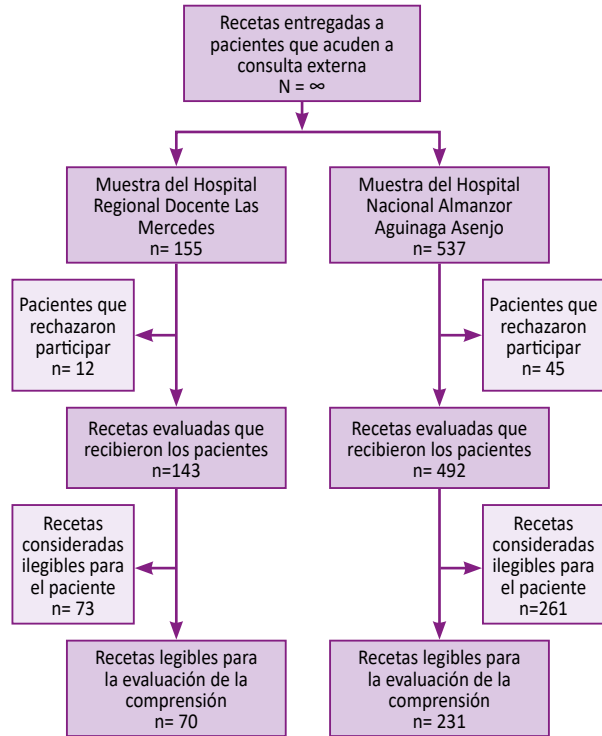 Recetas entregadas a
pacientes que acuden a
consulta externa
N = ∞
Muestra del Hospital
Regional Docente Las
Mercedes
n= 155
Muestra del Hospital
Nacional Almanzor
Aguinaga Asenjo
n= 537
Pacientes que
rechazaron
participar
n= 12
Pacientes que
rechazaron
participar
n= 45
Recetas evaluadas que
recibieron los pacientes
n=143
Recetas evaluadas que
recibieron los pacientes
n= 492
Recetas
consideradas
ilegibles para
el paciente
n= 73
Recetas
consideradas
ilegibles para
el paciente
n=261
Recetas legibles para
la evaluación de la
comprensión
n= 70
Recetas legibles para
la evaluación de la
comprensión
n= 231